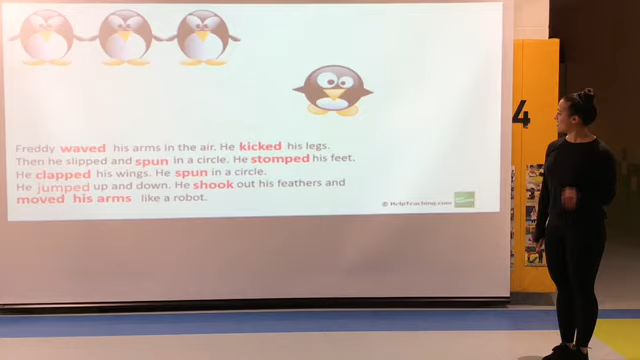 4
Freddy waved his arms in the air. He kicked his legs.
Then he slipped and spun in a circle. He stomped his feet.
He clapped his wings. He spun in a circle.
He jumped up and down. He shook out his feathers and
moved his arms like a robot.
© HelpTeaching.com